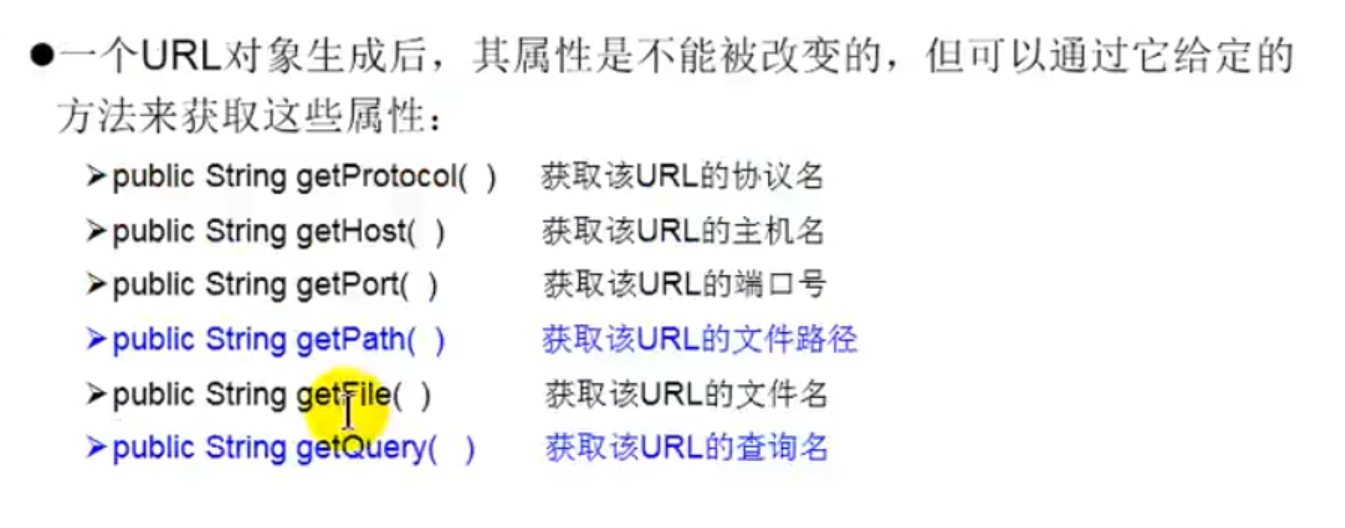 ●一个URL对象生成后，其属性是不能被改变的，但可以通过它给定的
方法来获取这些属性：
➢public String getProtocol( ) 获取该URL的协议名
➢public String getHost( ) 获取该URL的主机名
➢public String getPort( ) 获取该URL的端口号
➢public String getPath( ) 获取该URL的文件路径
➢public String getFile( ) 获取该URL的文件名
➢public String getQuery( ) 获取该URL的查询名